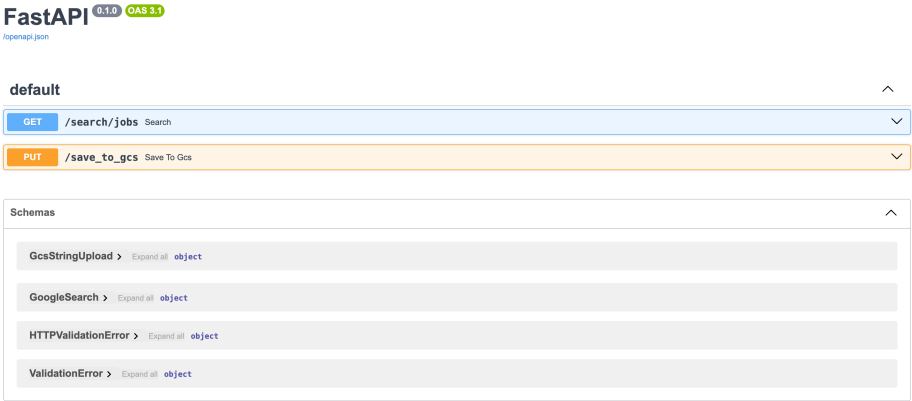 FastAPI 0.1.0 OAS 3.1
/openapi.json
default
GET /search/jobs Search
PUT /save_to_gcs Save To Gcs
Schemas
GcsStringUpload Expand all object
GoogleSearch Expand all object
HTTPValidationError Expand all object
ValidationError Expand all object